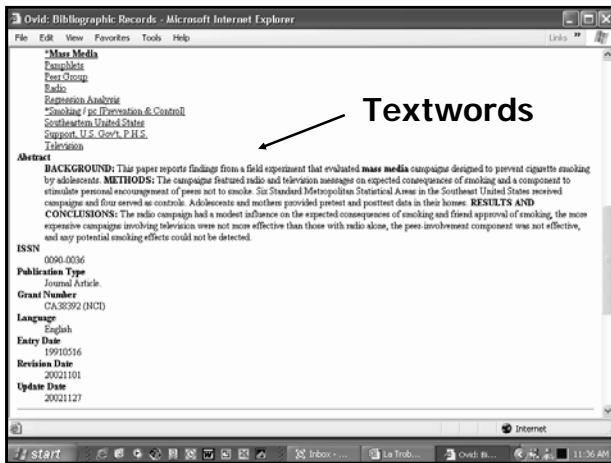 Ovid: Bibliographic Records - Microsoft Internet Explorer
File Edit View Favorites Tools Help Links »
*Mass Media
Pamphlets
Peer Group
Radio
Regression Analysis
*Smoking / pc [Prevention & Control]
Southeastern United States
Support, U.S. Gov't, P.H.S.
Television
Textwords
Abstract
BACKGROUND: This paper reports findings from a field experiment that evaluated mass media campaigns designed to prevent cigarette smoking
by adolescents. METHODS: The campaigns featured radio and television messages on expected consequences of smoking and a component to
stimulate personal encouragement of peers not to smoke. Six Standard Metropolitan Statistical Areas in the Southeast United States received
campaigns and four served as controls. Adolescents and mothers provided pretest and posttest data in their homes. RESULTS AND
CONCLUSIONS: The radio campaign had a modest influence on the expected consequences of smoking and friend approval of smoking, the more
expensive campaigns involving television were not more effective than those with radio alone, the peer-involvement component was not effective,
and any potential smoking effects could not be detected.
ISSN
0090-0036
Publication Type
Journal Article.
Grant Number
CA38392 (NCI)
Language
English
Entry Date
19910516
Revision Date
20021101
Update Date
20021127
Internet
start Inbox - ... La Trob... Ovid: Bi... 11:36 AM